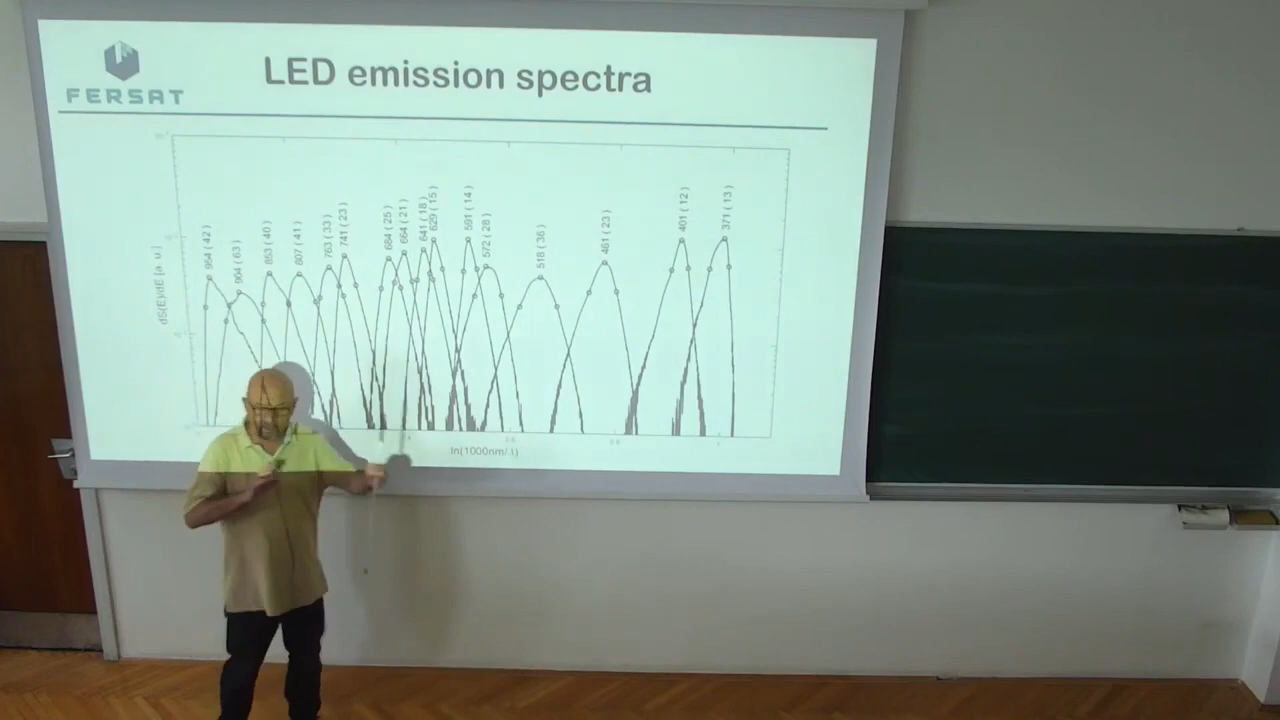 LED emission spectra
FERSAT
954 ( 42 )
904 ( 63 )
853 ( 40 )
807 ( 41 )
763 ( 33 )
741 ( 23 )
684 ( 25 )
664 ( 21 )
641 ( 18 )
629 ( 15 )
591 ( 14 )
572 ( 28 )
518 ( 36 )
461 ( 23 )
401 ( 12 )
371 ( 13 )
dS(E)/dE [a. u.]
ln(1000nm/λ)